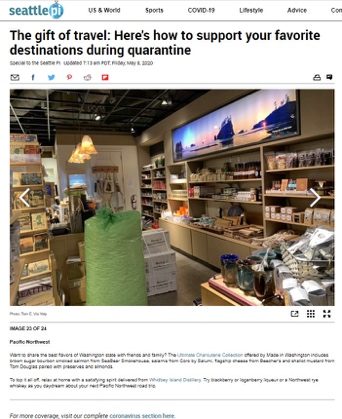 seattlepi
US & World Sports COVID-19 Lifestyle Advice
The gift of travel: Here's how to support your favorite
destinations during quarantine
Special to the Seattle PI Updated 7:13 am PDT, Friday, May 8, 2020
IMAGE 23 OF 24
Pacific Northwest
Want to share the best flavors of Washington state with friends and family? The Ultimate Charcuterie Collection offered by Made in Washington includes
brown sugar bourbon smoked salmon from SeaBear Smokehouse, salamis from Coro by Salumi, flagship cheese from Beecher's and shallot mustard from
Tom Douglas paired with preserves and almonds.
To top it all off, relax at home with a satisfying spirit delivered from Whidbey Island Distillery. Try blackberry or loganberry liqueur or a Northwest rye
whiskey as you daydream about your next Pacific Northwest road trip.
For more coverage, visit our complete coronavirus section here.